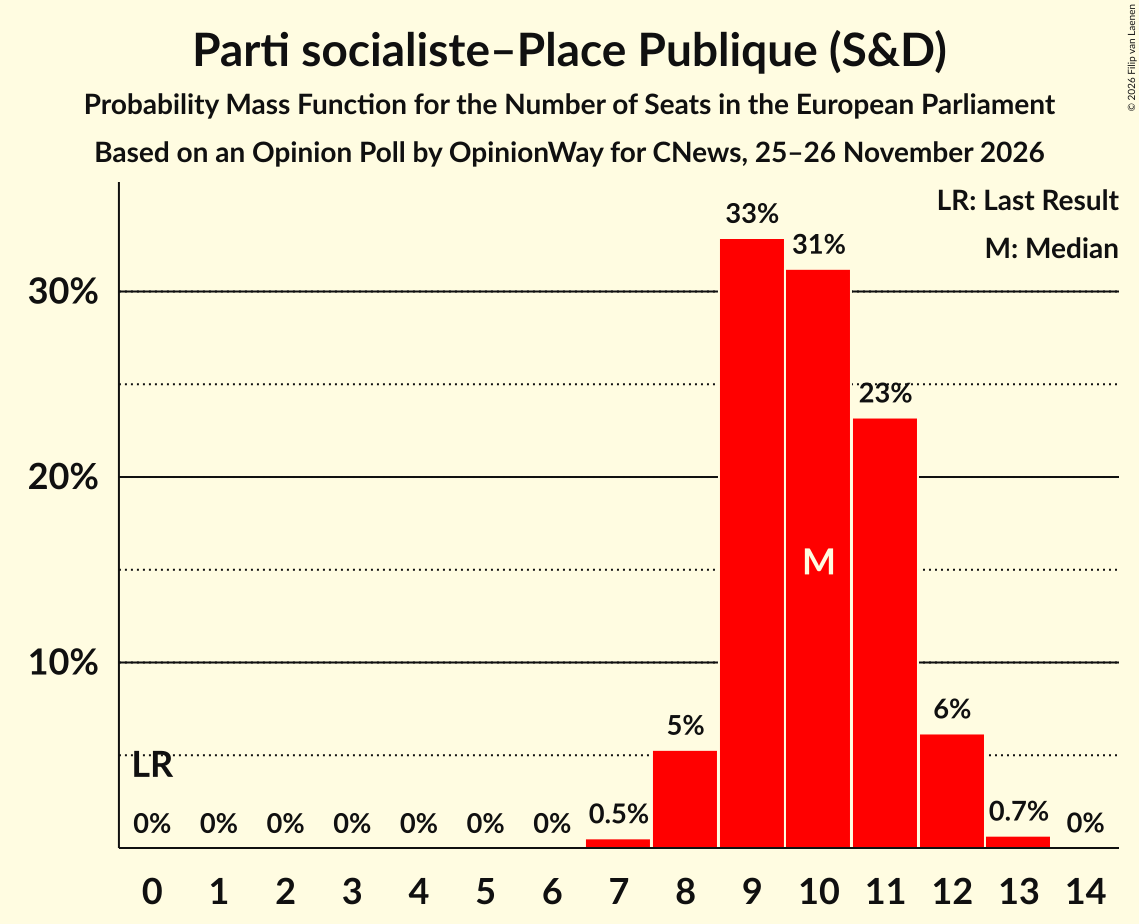 Parti socialiste–Place Publique (S&D)
Probability Mass Function for the Number of Seats in the European Parliament
Based on an Opinion Poll by OpinionWay for CNews, 25–26 November 2026
© 2026 Filip van Laenen
LR: Last Result
M: Median
33%
31%
30%
23%
20%
M
10%
6%
5%
LR
0% 0% 0% 0% 0% 0% 0% 0.5% 0.7% 0%
0 1 2 3 4 5 6 7 8 9 10 11 12 13 14